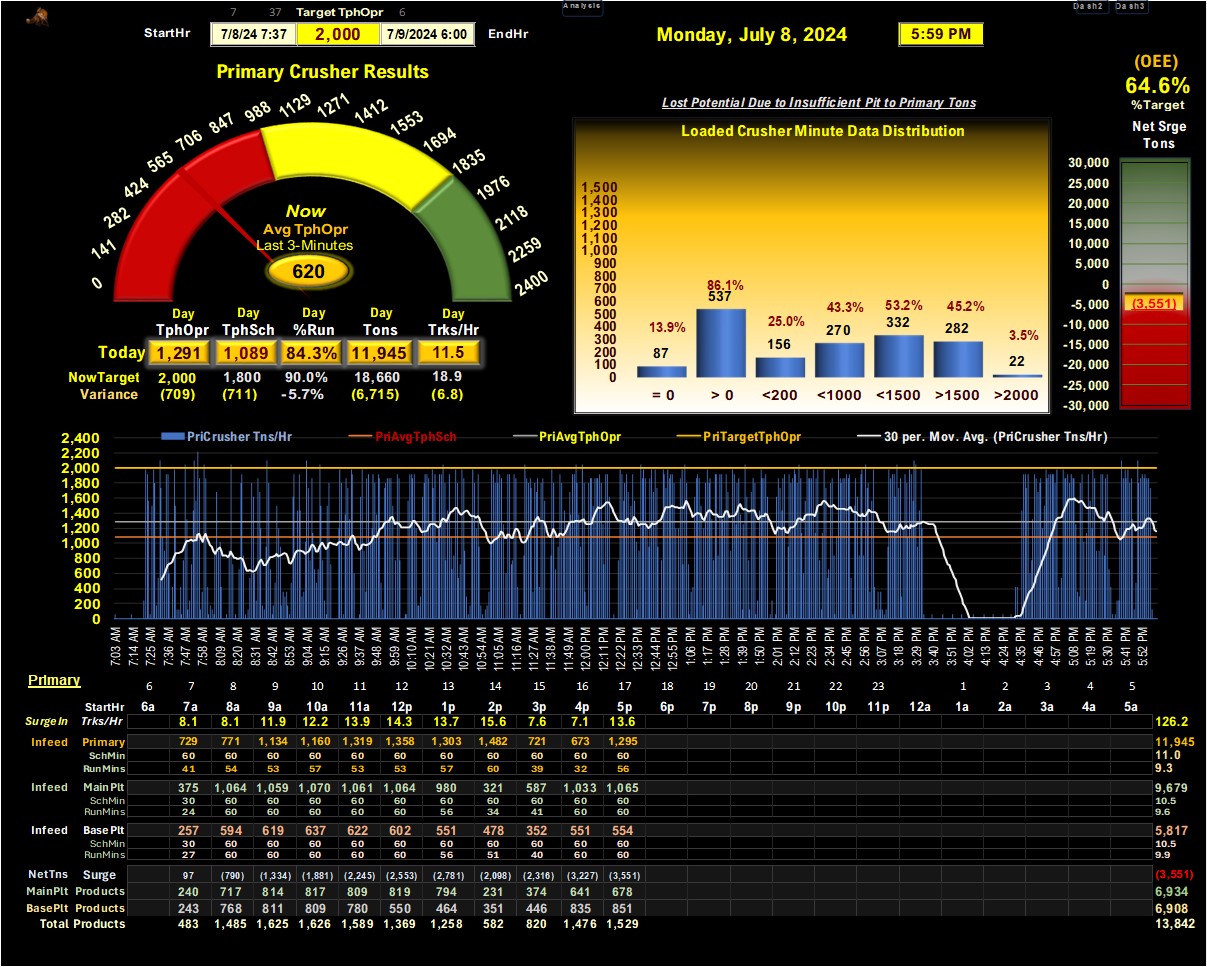 7 37 Target TphOpr 6
Analysis
Dash2 Dash3
StartHr 7/8/24 7:37 2,000 7/9/2024 6:00 EndHr
Monday, July 8, 2024 5:59 PM
(OEE)
64.6%
%Target
Net Srge
Tons
Primary Crusher Results
0 141 282 424 565 706 847 988 1129 1271 1412 1553 1694 1835 1976 2118 2259 2400
Now
Avg TphOpr
Last 3-Minutes
620
Day Day Day Day Day
TphOpr TphSch %Run Tons Trks/Hr
Today 1,291 1,089 84.3% 11,945 11.5
NowTarget 2,000 1,800 90.0% 18,660 18.9
Variance (709) (711) -5.7% (6,715) (6.8)
Lost Potential Due to Insufficient Pit to Primary Tons
Loaded Crusher Minute Data Distribution
1,500
1,400
1,300
1,200
1,100
1,000
900
800
700
600
500
400
300
200
100
0
13.9% 86.1% 25.0% 43.3% 53.2% 45.2% 3.5%
87 537 156 270 332 282 22
= 0 > 0 <200 <1000 <1500 >1500 >2000
30,000
25,000
20,000
15,000
10,000
5,000
0
-5,000
-10,000
-15,000
-20,000
-25,000
-30,000
(3,551)
PriCrusher Tns/Hr PriAvgTphSch PriAvgTphOpr PriTargetTphOpr 30 per. Mov. Avg. (PriCrusher Tns/Hr)
2,400
2,200
2,000
1,800
1,600
1,400
1,200
1,000
800
600
400
200
0
7:03 AM 7:14 AM 7:25 AM 7:36 AM 7:47 AM 7:58 AM 8:09 AM 8:20 AM 8:31 AM 8:42 AM 8:53 AM 9:04 AM 9:15 AM 9:26 AM 9:37 AM 9:48 AM 9:59 AM 10:10 AM 10:21 AM 10:32 AM 10:43 AM 10:54 AM 11:05 AM 11:16 AM 11:27 AM 11:38 AM 11:49 AM 12:00 PM 12:11 PM 12:22 PM 12:33 PM 12:44 PM 12:55 PM 1:06 PM 1:17 PM 1:28 PM 1:39 PM 1:50 PM 2:01 PM 2:12 PM 2:23 PM 2:34 PM 2:45 PM 2:56 PM 3:07 PM 3:18 PM 3:29 PM 3:40 PM 3:51 PM 4:02 PM 4:13 PM 4:24 PM 4:35 PM 4:46 PM 4:57 PM 5:08 PM 5:19 PM 5:30 PM 5:41 PM 5:52 PM
Primary
6 7 8 9 10 11 12 13 14 15 16 17 18 19 20 21 22 23 1 2 3 4 5
StartHr 6a 7a 8a 9a 10a 11a 12p 1p 2p 3p 4p 5p 6p 7p 8p 9p 10p 11p 12a 1a 2a 3a 4a 5a
SurgeIn Trks/Hr 8.1 8.1 11.9 12.2 13.9 14.3 13.7 15.6 7.6 7.1 13.6 126.2
Infeed Primary 729 771 1,134 1,160 1,319 1,358 1,303 1,482 721 673 1,295 11,945
SchMin 60 60 60 60 60 60 60 60 60 60 60 11.0
RunMins 41 54 53 57 53 53 57 60 39 32 56 9.3
Infeed MainPlt 375 1,064 1,059 1,070 1,061 1,064 980 321 587 1,033 1,065 9,679
SchMin 30 60 60 60 60 60 60 60 60 60 60 10.5
RunMins 24 60 60 60 60 60 56 34 41 60 60 9.6
Infeed Base Plt 257 594 619 637 622 602 551 478 352 551 554 5,817
SchMin 30 60 60 60 60 60 60 60 60 60 60 10.5
RunMins 27 60 60 60 60 60 56 51 40 60 60 9.9
NetTns Surge 97 (790) (1,334) (1,881) (2,245) (2,553) (2,781) (2,098) (2,316) (3,227) (3,551) (3,551)
MainPlt Products 240 717 814 817 809 819 794 231 374 641 678 6,934
BasePlt Products 243 768 811 809 780 550 464 351 446 835 851 6,908
Total Products 483 1,485 1,625 1,626 1,589 1,369 1,258 582 820 1,476 1,529 13,842